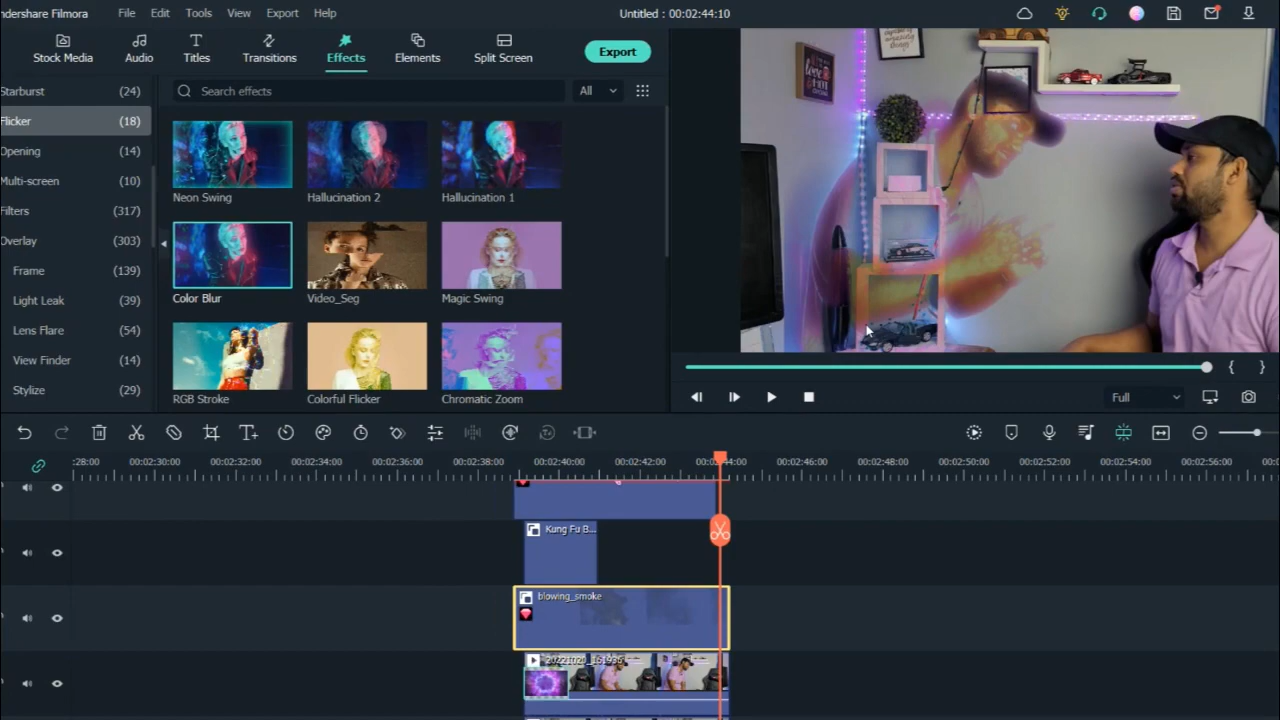 ndershare Filmora File Edit Tools View Export Help Untitled : 00:02:44:10
Stock Media Audio Titles Transitions Effects Elements Split Screen Export
Starburst (24)
Search effects All
Flicker (18)
Opening (14)
Multi-screen (10)
Filters (317)
Overlay (303)
Frame (139)
Light Leak (39)
Lens Flare (54)
View Finder (14)
Stylize (29)
Neon Swing Hallucination 2 Hallucination 1
Color Blur Video_Seg Magic Swing
RGB Stroke Colorful Flicker Chromatic Zoom
Full
:28:00 00:02:30:00 00:02:32:00 00:02:34:00 00:02:36:00 00:02:38:00 00:02:40:00 00:02:42:00 00:02:44:00 00:02:46:00 00:02:48:00 00:02:50:00 00:02:52:00 00:02:54:00 00:02:56:00 00:0
Kung Fu B...
blowing_smoke